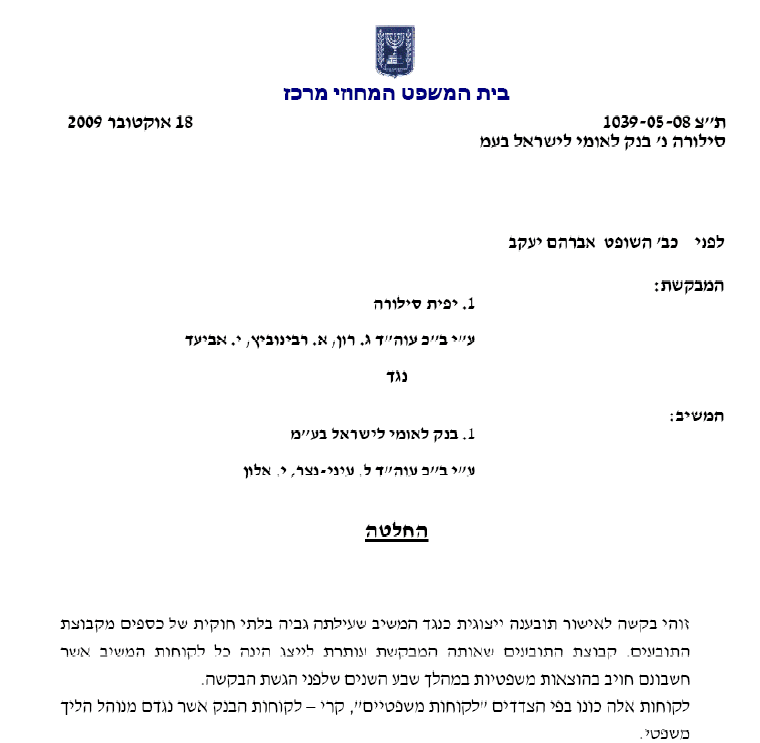 בית המשפט המחוזי מרכז
ת"צ 1039-05-08 18 אוקטובר 2009
סילורה נ' בנק לאומי לישראל בעמ
לפני כב' השופט אברהם יעקב
המבקשת:
1. יפית סילורה
ע"י ב"כ עוה"ד ג. רון, א. רבינוביץ, י. אביעד
נגד
המשיב:
1. בנק לאומי לישראל בע"מ
ע"י ב"כ עוה"ד ל. עיני-נצר, י. אלון
החלטה
זוהי בקשה לאישור תובענה ייצוגית כנגד המשיב שעילתה גביה בלתי חוקית של כספים מקבוצת
התובעים. קבוצת התובעים שאותה המבקשת עותרת לייצג הינה כל לקוחות המשיב אשר
חשבונם חויב בהוצאות משפטיות במהלך שבע השנים שלפני הגשת הבקשה.
לקוחות אלה כונו בפי הצדדים "לקוחות משפטיים", קרי – לקוחות הבנק אשר נגדם מנוהל הליך
משפטי.